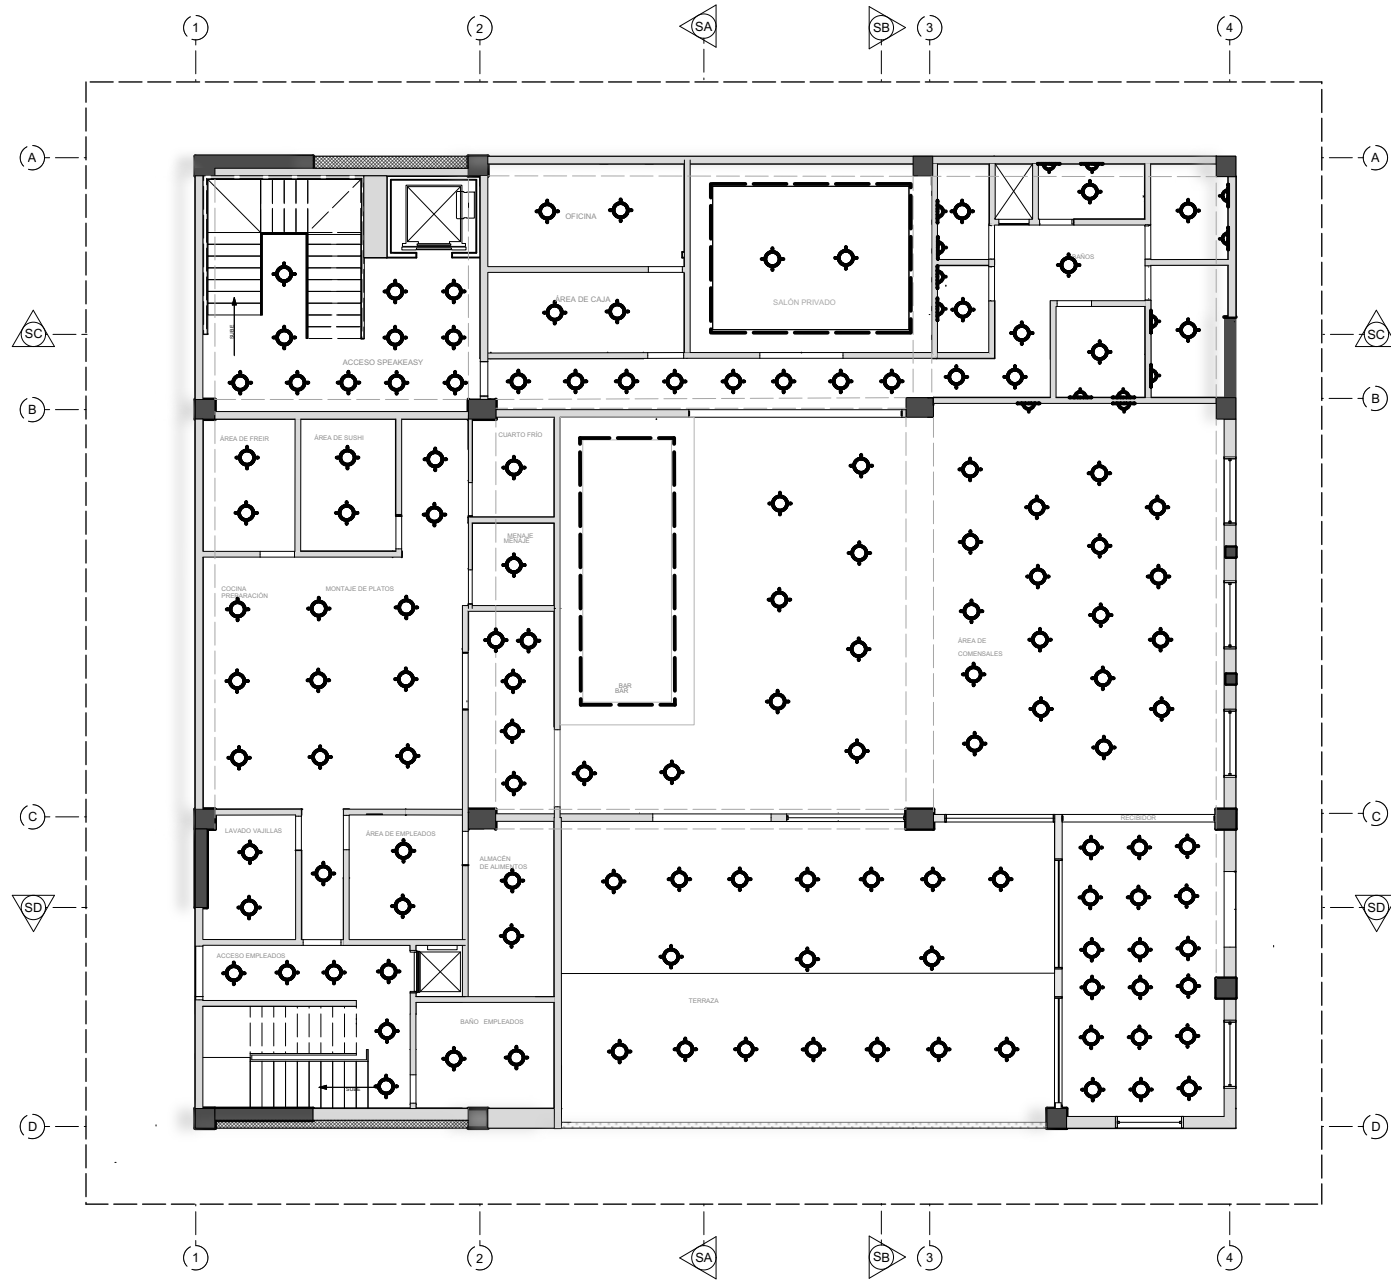 1
2
SA
SB
3
4
A
A
OFICINA
BAÑOS
ÁREA DE CAJA
SALÓN PRIVADO
SC
SUBE
SC
ACCESO SPEAKEASY
B
B
ÁREA DE FREIR
ÁREA DE SUSHI
CUARTO FRÍO
MENAJE
MENAJE
COCINA
PREPARACIÓN
MONTAJE DE PLATOS
ÁREA DE
COMENSALES
BAR
BAR
C
C
RECIBIDOR
LAVADO VAJILLAS
ÁREA DE EMPLEADOS
ALMACÉN
DE ALIMENTOS
SD
SD
ACCESO EMPLEADOS
TERRAZA
BAÑO EMPLEADOS
SUBE
D
D
1
2
SA
SB
3
4